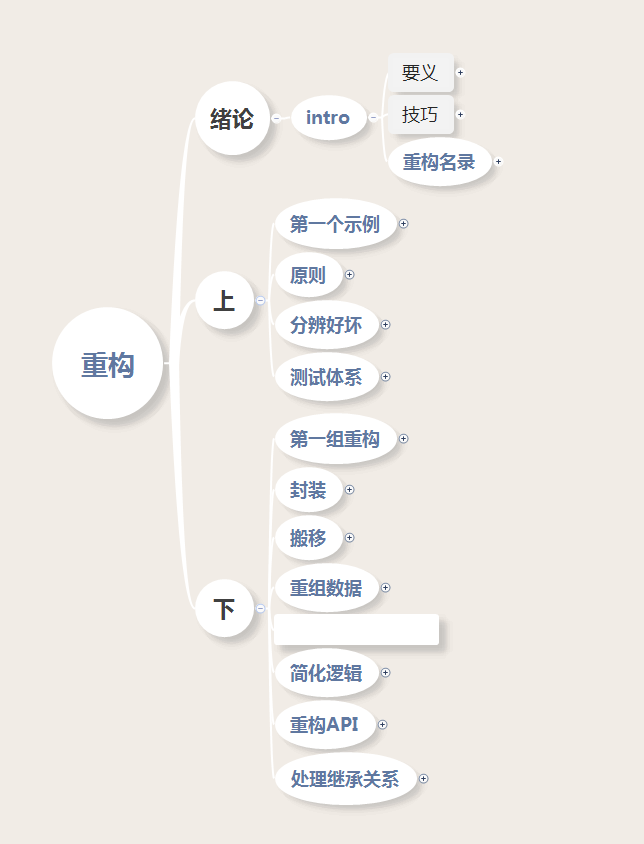 重构
绪论
intro
要义
技巧
重构名录
上
第一个示例
原则
分辨好坏
测试体系
下
第一组重构
封装
搬移
重组数据
简化逻辑
重构API
处理继承关系